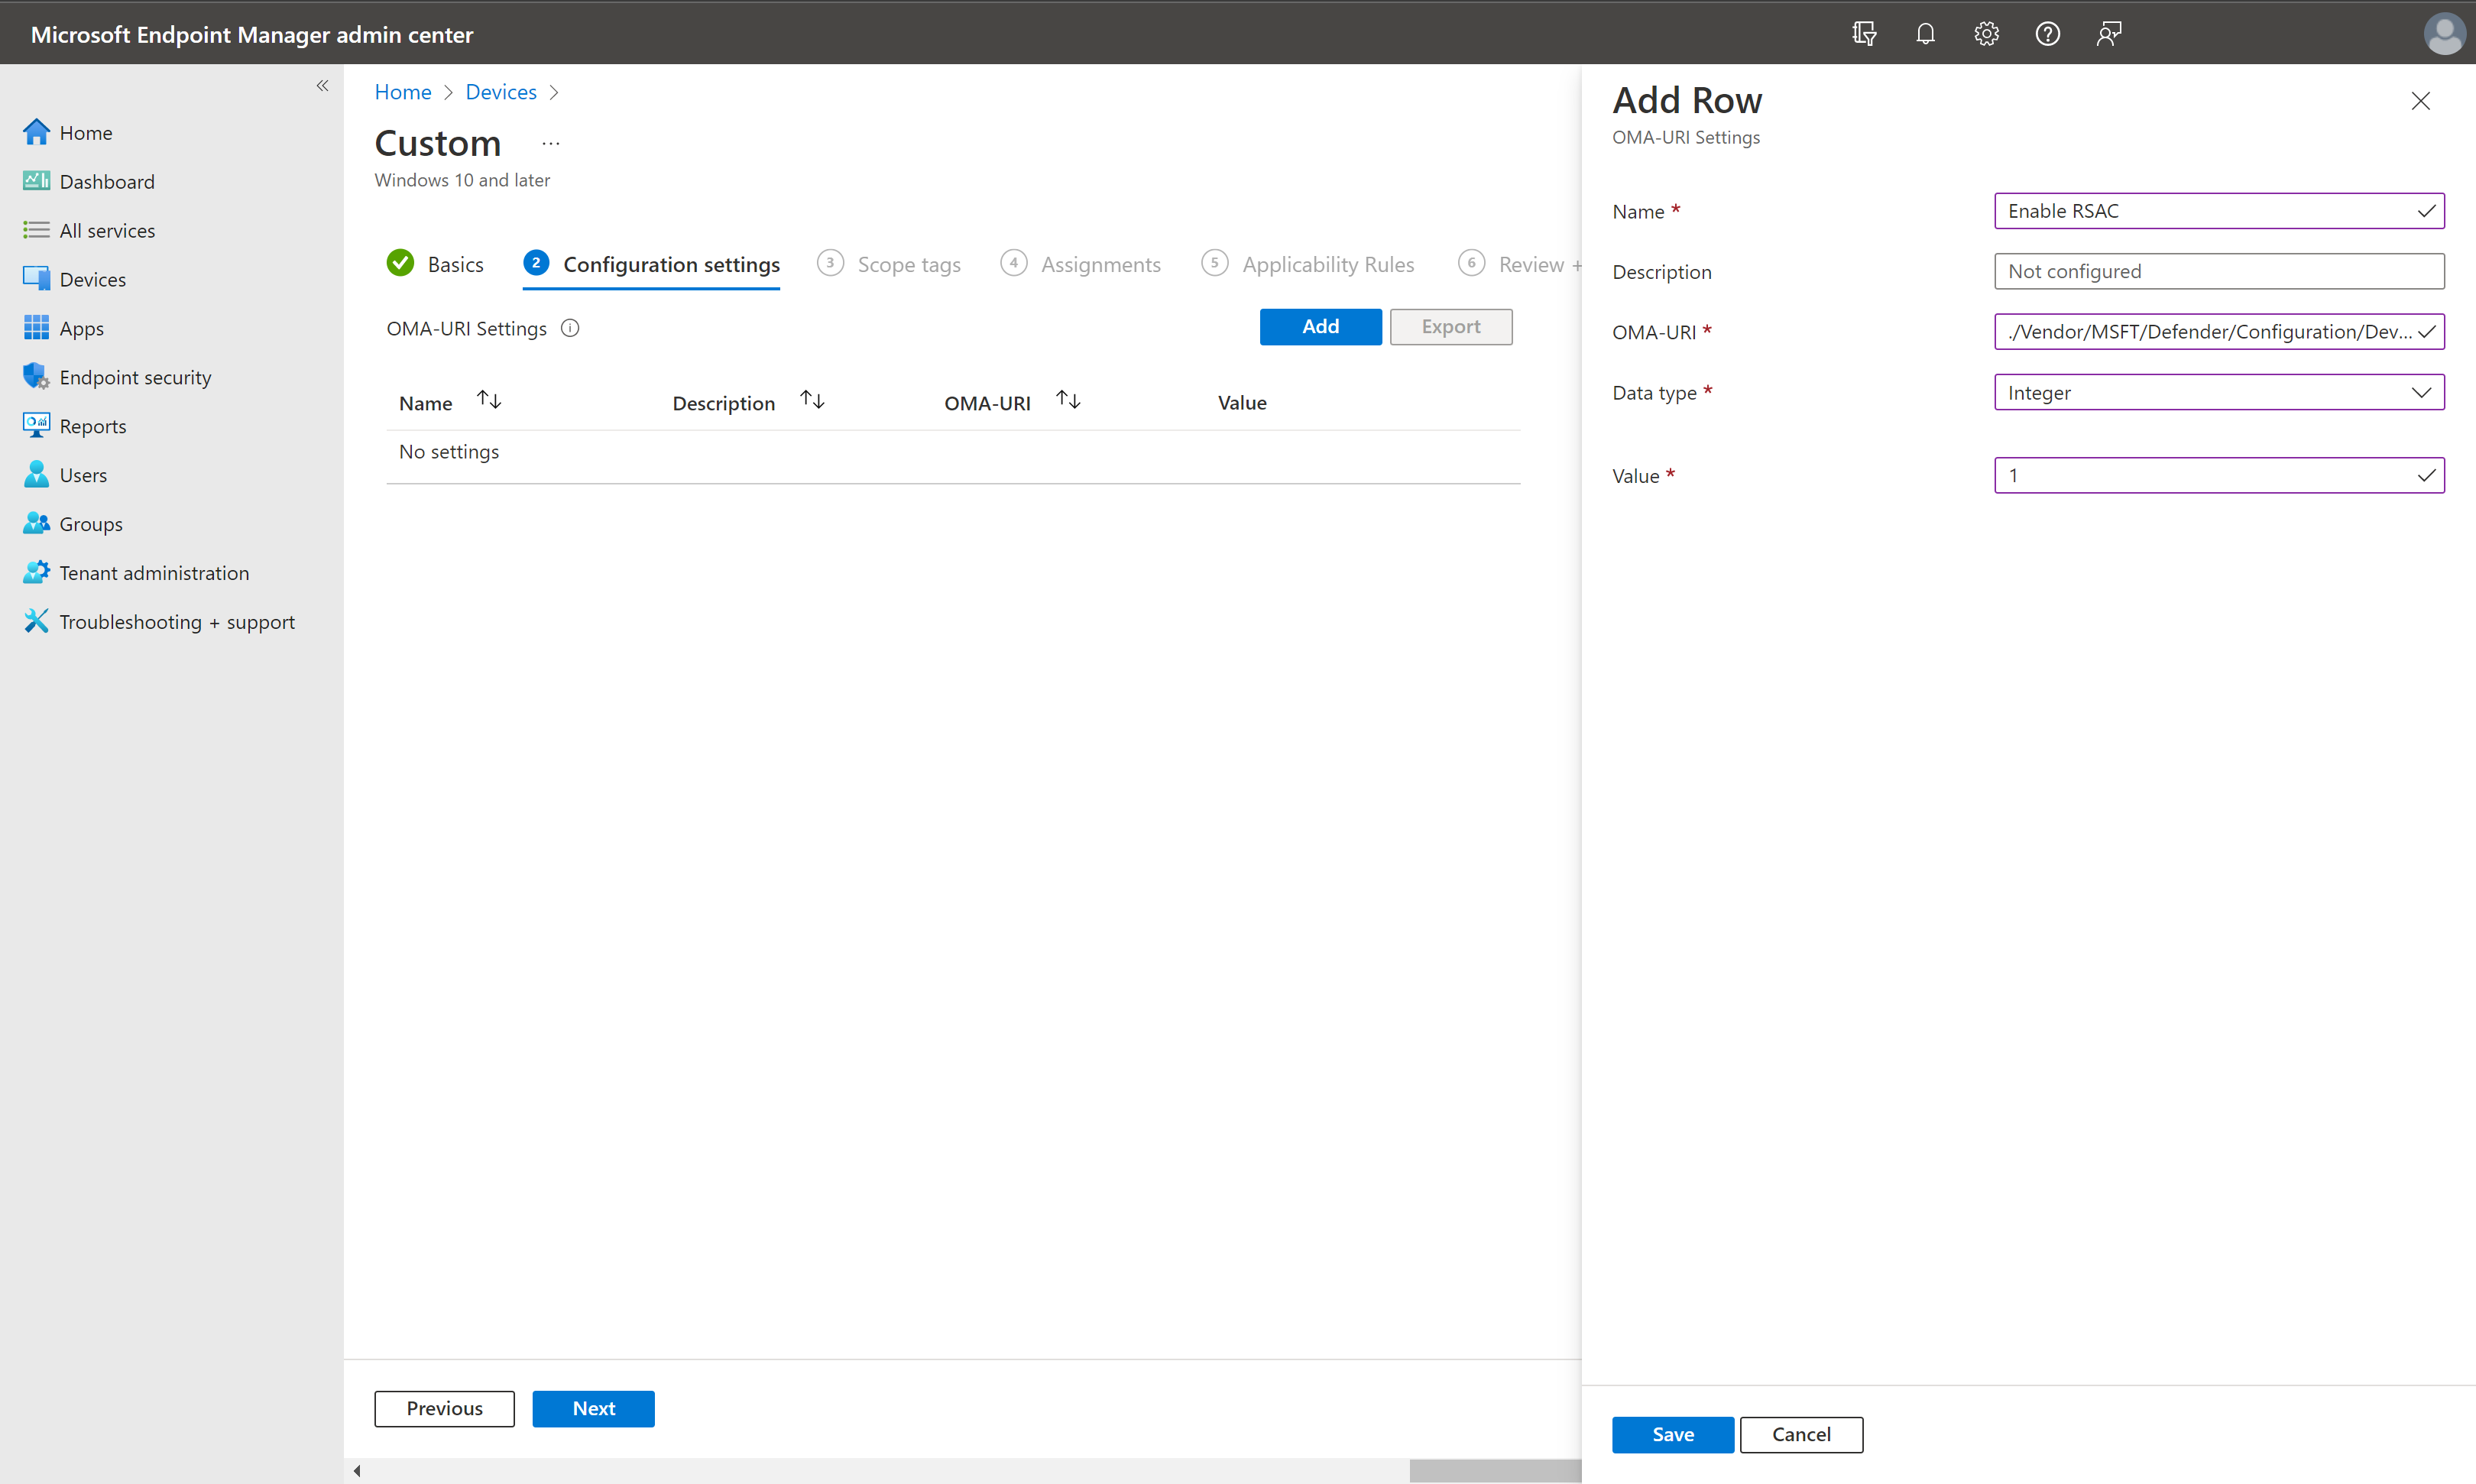 Microsoft Endpoint Manager admin center
Home
Dashboard
All services
Devices
Apps
Endpoint security
Reports
Users
Groups
Tenant administration
Troubleshooting + support
Home > Devices >
Custom ...
Windows 10 and later
Basics 2 Configuration settings 3 Scope tags 4 Assignments 5 Applicability Rules 6 Review +
OMA-URI Settings
Add Export
Name Description OMA-URI Value
No settings
Previous Next
Add Row
OMA-URI Settings
Name * Enable RSAC
Description Not configured
OMA-URI * ./Vendor/MSFT/Defender/Configuration/Dev...
Data type * Integer
Value * 1
Save Cancel